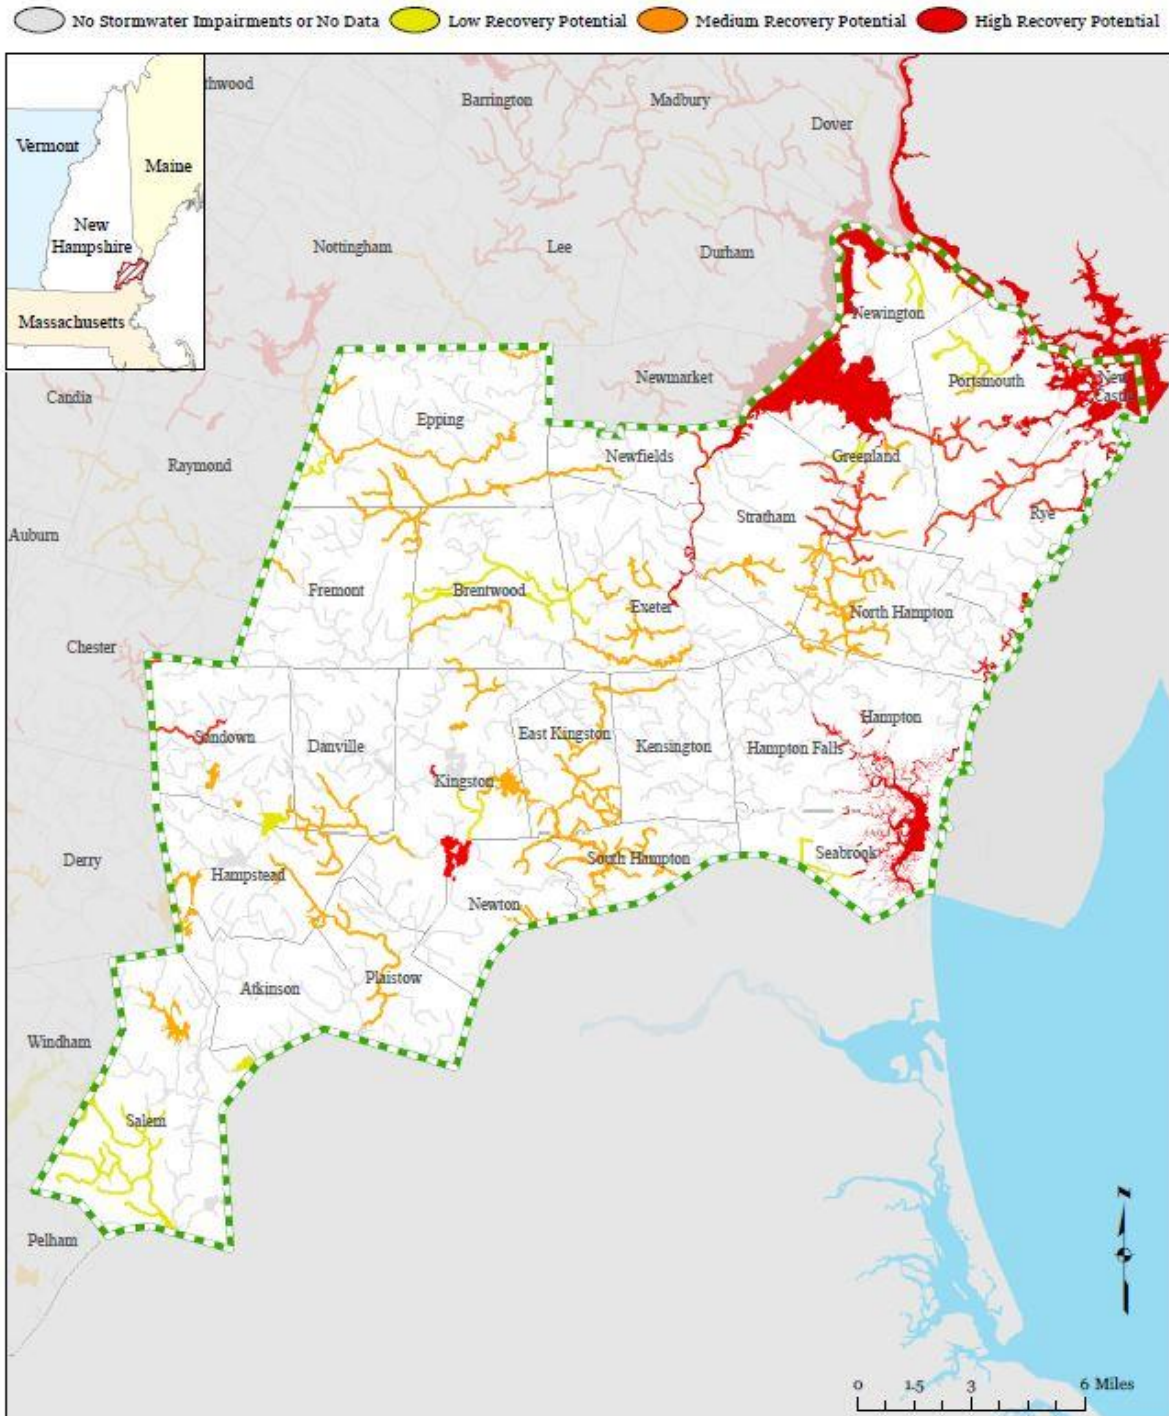 No Stormwater Impairments or No Data Low Recovery Potential Medium Recovery Potential High Recovery Potential
thwood
Barrington
Madbury
Dover
Vermont
Maine
New
Hampshire
Massachusetts
Nottingham
Lee
Durham
Newington
Candia
Newmarket
Portsmouth
New
Castle
Epping
Raymond
Newfields
Greenland
Auburn
Stratham
Rye
Fremont
Brentwood
Exeter
North Hampton
Chester
Sandown
Danville
East Kingston
Kensington
Hampton Falls
Hampton
Kingston
Derry
Hampstead
South Hampton
Seabrook
Newton
Atkinson
Plaistow
Windham
Salem
Pelham
N
0 1.5 3 6 Miles